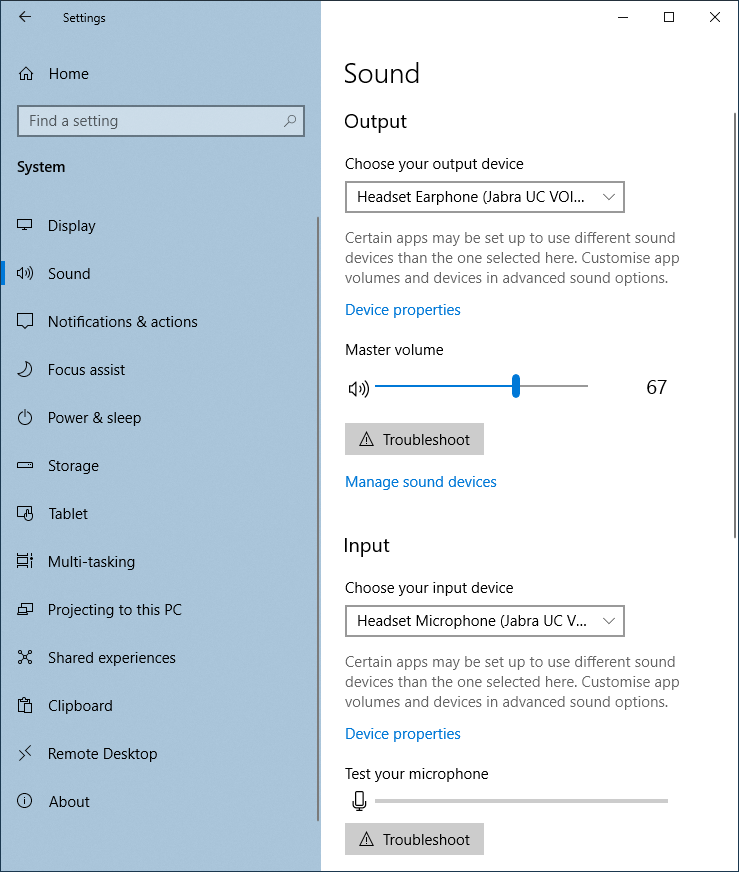 Settings
Home
Find a setting
System
Display
Sound
Notifications & actions
Focus assist
Power & sleep
Storage
Tablet
Multi-tasking
Projecting to this PC
Shared experiences
Clipboard
Remote Desktop
About
Sound
Output
Choose your output device
Headset Earphone (Jabra UC VOI...
Certain apps may be set up to use different sound
devices than the one selected here. Customise app
volumes and devices in advanced sound options.
Device properties
Master volume
67
Troubleshoot
Manage sound devices
Input
Choose your input device
Headset Microphone (Jabra UC V...
Certain apps may be set up to use different sound
devices than the one selected here. Customise app
volumes and devices in advanced sound options.
Device properties
Test your microphone
Troubleshoot